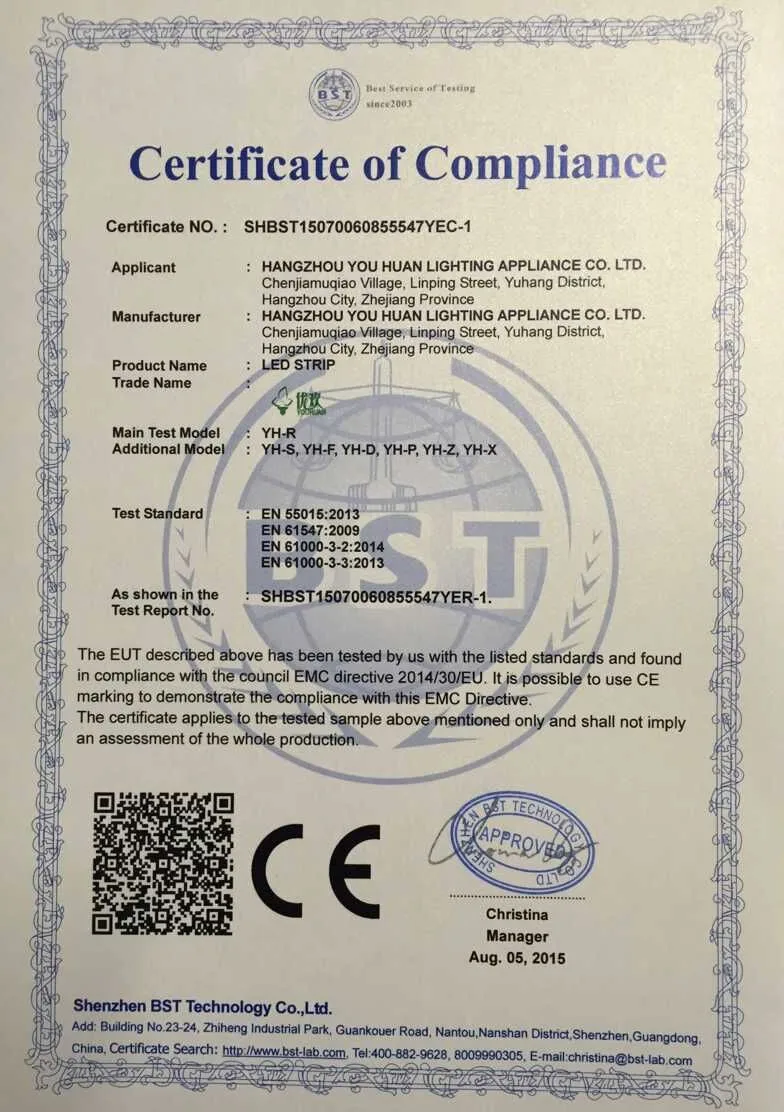 BST
Best Service of Testing
since2003
Certificate of Compliance
Certificate NO. : SHBST15070060855547YEC-1
Applicant : HANGZHOU YOU HUAN LIGHTING APPLIANCE CO. LTD.
Chenjiamuqiao Village, Linping Street, Yuhang District,
Hangzhou City, Zhejiang Province
Manufacturer : HANGZHOU YOU HUAN LIGHTING APPLIANCE CO. LTD.
Chenjiamuqiao Village, Linping Street, Yuhang District,
Hangzhou City, Zhejiang Province
Product Name : LED STRIP
Trade Name :
优欢
YOUHUAN
Main Test Model : YH-R
Additional Model : YH-S, YH-F, YH-D, YH-P, YH-Z, YH-X
Test Standard : EN 55015:2013
EN 61547:2009
EN 61000-3-2:2014
EN 61000-3-3:2013
BST
As shown in the : SHBST15070060855547YER-1.
Test Report No.
The EUT described above has been tested by us with the listed standards and found
in compliance with the council EMC directive 2014/30/EU. It is possible to use CE
marking to demonstrate the compliance with this EMC Directive.
The certificate applies to the tested sample above mentioned only and shall not imply
an assessment of the whole production.
CE
SHENZHEN BST TECHNOLOGY CO.,LTD
APPROVED
Christina
Manager
Aug. 05, 2015
Shenzhen BST Technology Co.,Ltd.
Add: Building No.23-24, Zhiheng Industrial Park, Guankouer Road, Nantou,Nanshan District,Shenzhen,Guangdong,
China, Certificate Search: http://www.bst-lab.com, Tel:400-882-9628, 8009990305, E-mail:christina@bst-lab.com